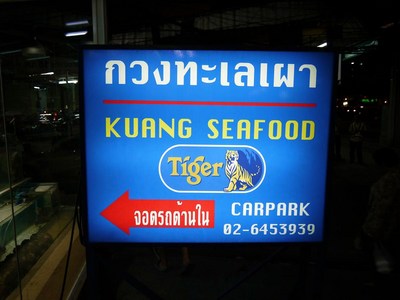 กวงทะเลเผา
KUANG SEAFOOD
Tiger
จอดรถด้านใน
CARPARK
02-6453939